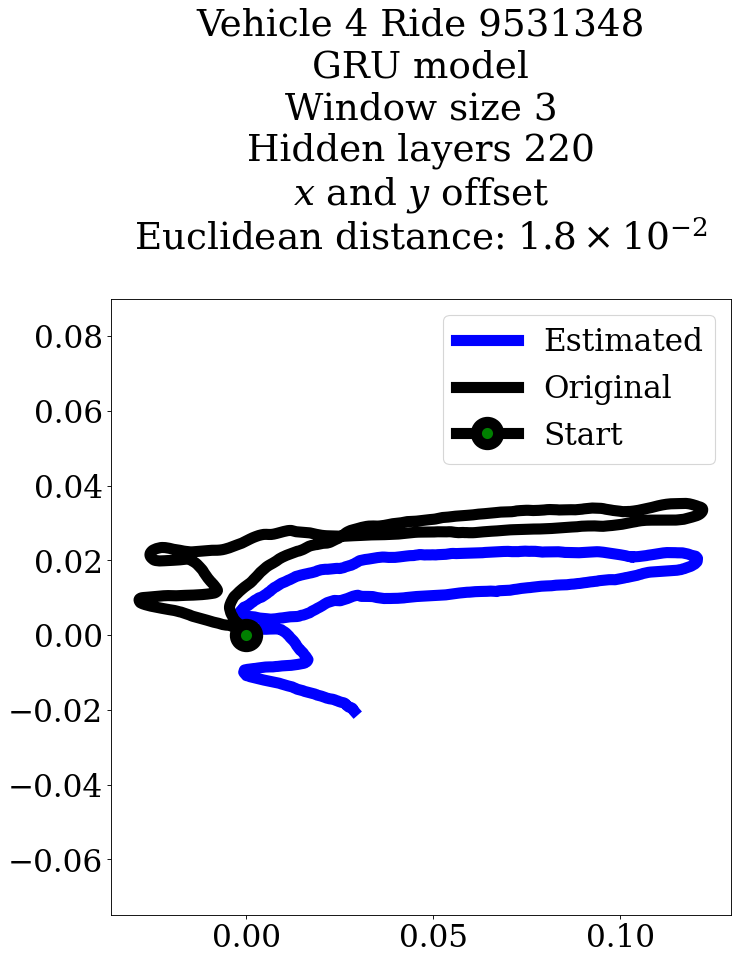 Vehicle 4 Ride 9531348
GRU model
Window size 3
Hidden layers 220
x and y offset
Euclidean distance: 1.8 × 10⁻²
Estimated
Original
Start
0.08
0.06
0.04
0.02
0.00
−0.02
−0.04
−0.06
0.00 0.05 0.10